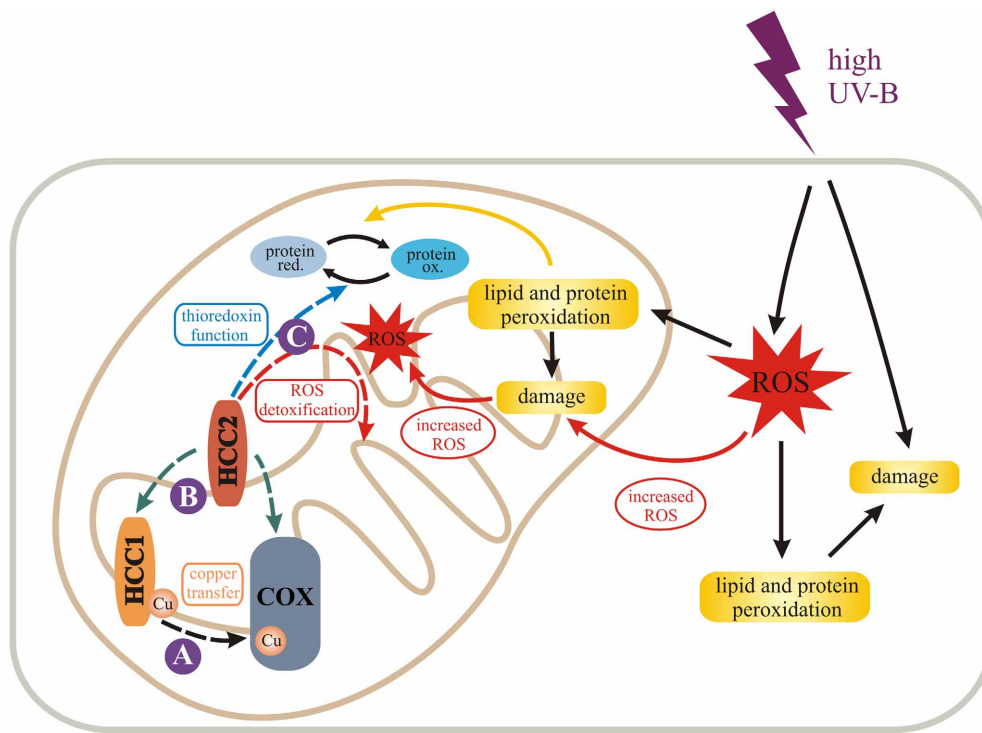 high
UV-B
protein
red.
protein
ox.
lipid and protein
peroxidation
thioredoxin
function
C
ROS
ROS
ROS
detoxification
damage
increased
ROS
HCC2
B
increased
ROS
damage
HCC1
copper
transfer
COX
lipid and protein
peroxidation
Cu
Cu
A